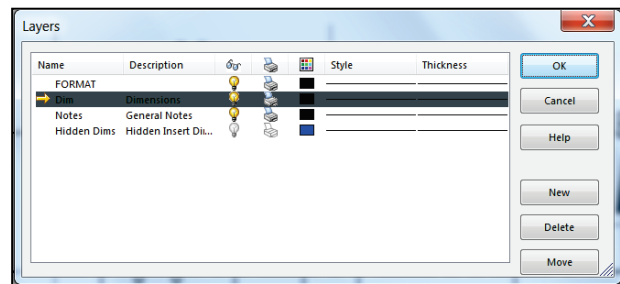 Layers
Name Description Style Thickness
FORMAT
Dim Dimensions
Notes General Notes
Hidden Dims Hidden Insert Di...
OK
Cancel
Help
New
Delete
Move